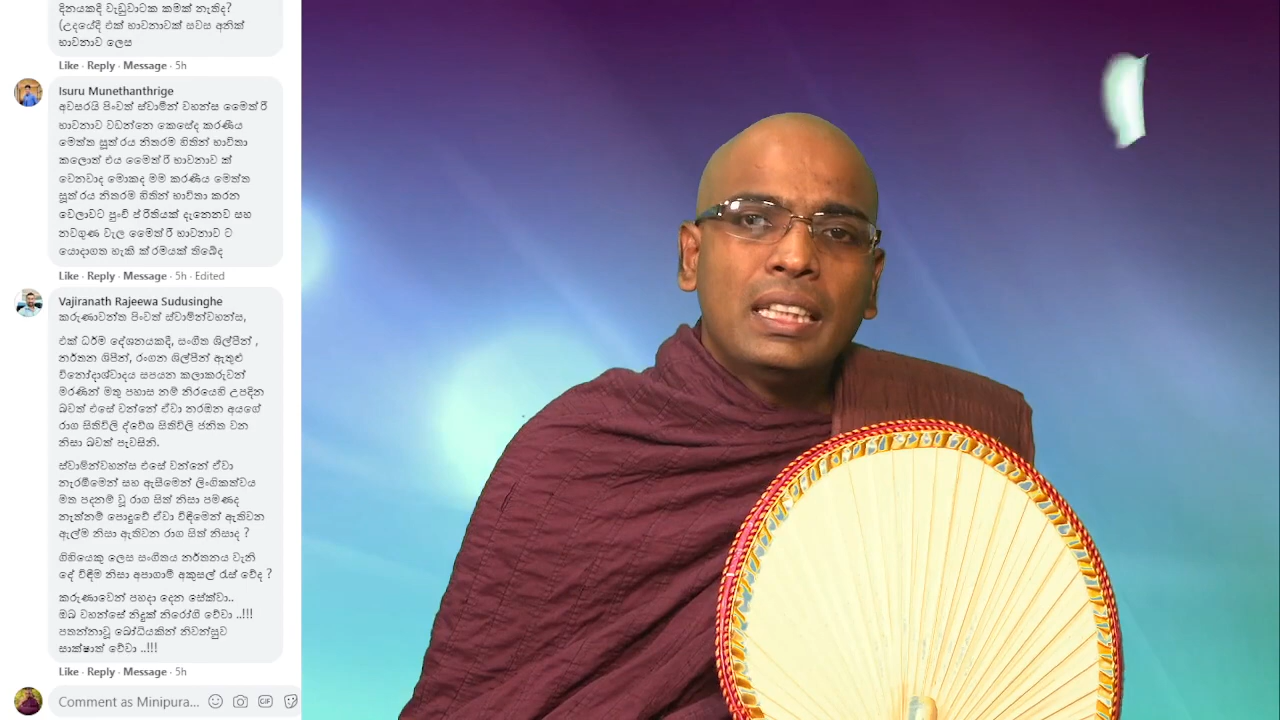 දිනයකදී වැඩුවාටක කමක් නැතිද?
(උදයේදී එක් භාවනාවක් සවස අනික්
භාවනාව ලෙස
Like · Reply · Message · 5h
Isuru Munethanthrige
අවසරයි පිංවත් ස්වාමීන් වහන්ස මෛත් රී
භාවනාව වඩන්නෙ කෙසේද කරණීය
මෙත්ත සූත් රය නිතරම හිතින් භාවිතා
කලොත් එය මෛත් රී භාවනාව ක්
වෙනවාද මොකද මම කරණීය මෙත්ත
සූත් රය නිතරම හිතින් භාවිතා කරන
වෙලාවට පුංචි ප් රීතියක් දැනෙනව සහ
නවගුණ වැල මෛත් රී භාවනාව ට
යොදාගත හැකි ක් රමයක් තිබේද
Like · Reply · Message · 5h · Edited
Vajiranath Rajeewa Sudusinghe
කරුණාවන්ත පිංවත් ස්වාමීන්වහන්ස,
එක් ධර්ම දේශනයකදී, සංගීත ශිල්පීන් ,
නර්තන ශිපීන්, රංගන ශිල්පීන් ඇතුළු
විනෝදාශ්වාදය සපයන කලාකරුවන්
මරණින් මතු පහාස නම් නිරයෙහි උපදින
බවත් එසේ වන්නේ ඒවා නරඹන අයගේ
රාග සිතිවිලි ද්වේශ සිතිවිලි ජනිත වන
නිසා බවත් පැවසිනි.
ස්වාමීන්වහන්ස එසේ වන්නේ ඒවා
නැරඹීමෙන් සහ ඇසීමෙන් ලිංගිකත්වය
මත පදනම් වූ රාග සිත් නිසා පමණද
නැත්නම් පොදුවේ ඒවා විඳීමෙන් ඇතිවන
ඇල්ම නිසා ඇතිවන රාග සිත් නිසාද ?
ගිහියෙකු ලෙස සංගීතය නර්තනය වැනි
දේ විඳීම නිසා අපාගාමී අකුසල් රැස් වේද ?
කරුණාවෙන් පහදා දෙන සේක්වා..
ඔබ වහන්සේ නිදුක් නිරෝගී වේවා ..!!!
පතන්නාවූ බෝධියකින් නිවන්සුව
සාක්ෂාත් වේවා ..!!!
Like · Reply · Message · 5h
Comment as Minipura...
GIF